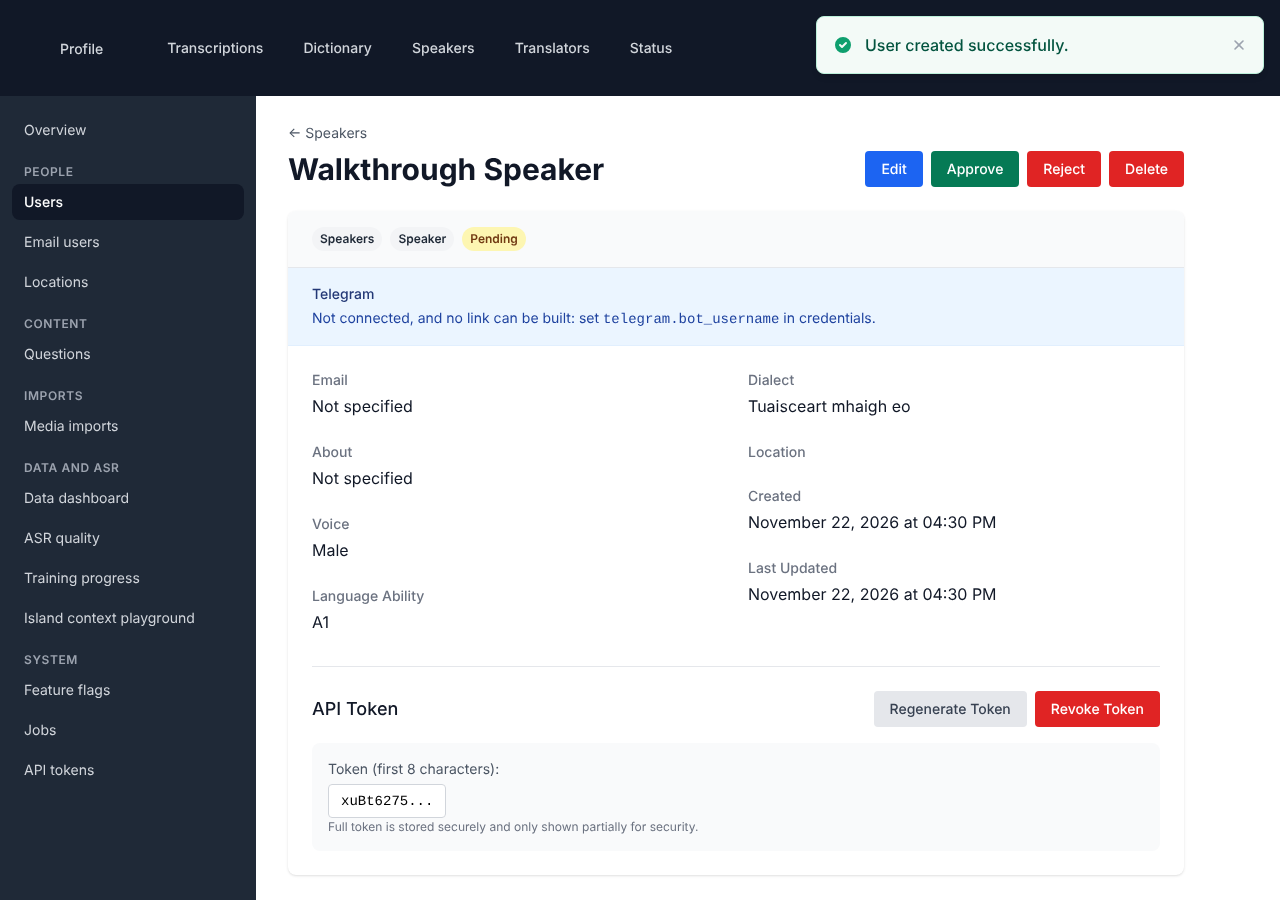 Profile
Transcriptions
Dictionary
Speakers
Translators
Status
User created successfully.
Overview
PEOPLE
Users
Email users
Locations
CONTENT
Questions
IMPORTS
Media imports
DATA AND ASR
Data dashboard
ASR quality
Training progress
Island context playground
SYSTEM
Feature flags
Jobs
API tokens
← Speakers
Walkthrough Speaker
Edit
Approve
Reject
Delete
Speakers
Speaker
Pending
Telegram
Not connected, and no link can be built: set telegram.bot_username in credentials.
Email
Not specified
About
Not specified
Voice
Male
Language Ability
A1
Dialect
Tuaisceart mhaigh eo
Location
Created
November 22, 2026 at 04:30 PM
Last Updated
November 22, 2026 at 04:30 PM
API Token
Regenerate Token
Revoke Token
Token (first 8 characters):
xuBt6275...
Full token is stored securely and only shown partially for security.